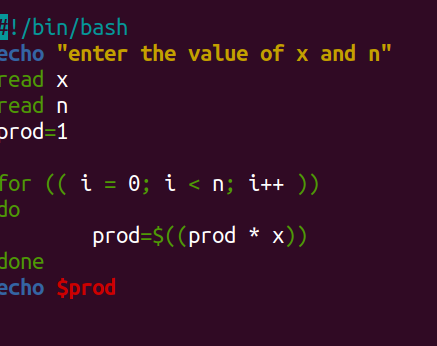 #!/bin/bash
echo "enter the value of x and n"
read x
read n
prod=1
for (( i = 0; i < n; i++ ))
do
prod=$((prod * x))
done
echo $prod